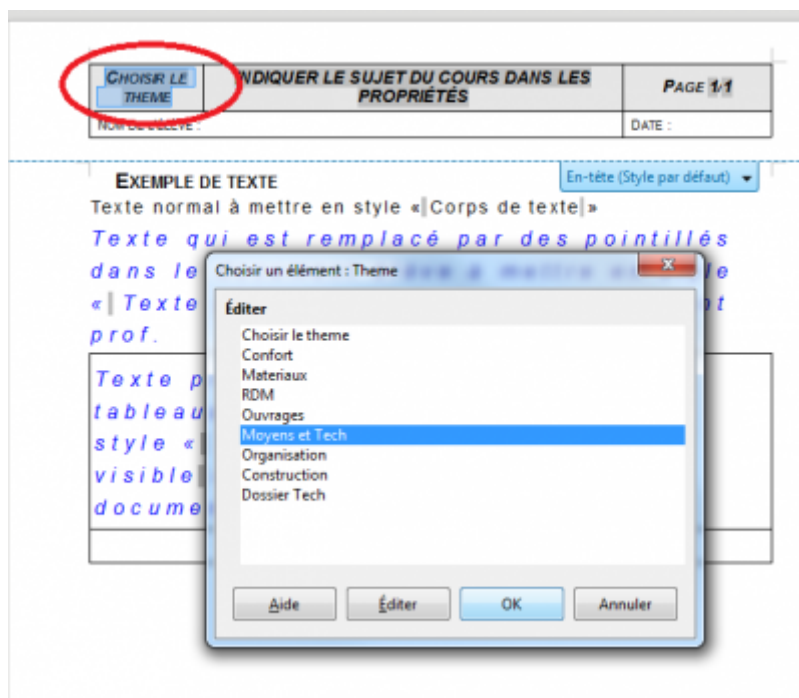 CHOISIR LE
THEME
INDIQUER LE SUJET DU COURS DANS LES
PROPRIÉTÉS
PAGE 1/1
NOM DE L'ELEVE :
DATE :
EXEMPLE DE TEXTE
En-tête (Style par défaut)
Texte normal à mettre en style « Corps de texte »
Texte qui est remplacé par des pointillés
dans le
« Texte
prof.
Texte p
tableau
style «
visible
docume
Choisir un élément : Theme
Éditer
Choisir le theme
Confort
Materiaux
RDM
Ouvrages
Moyens et Tech
Organisation
Construction
Dossier Tech
Aide
Éditer
OK
Annuler